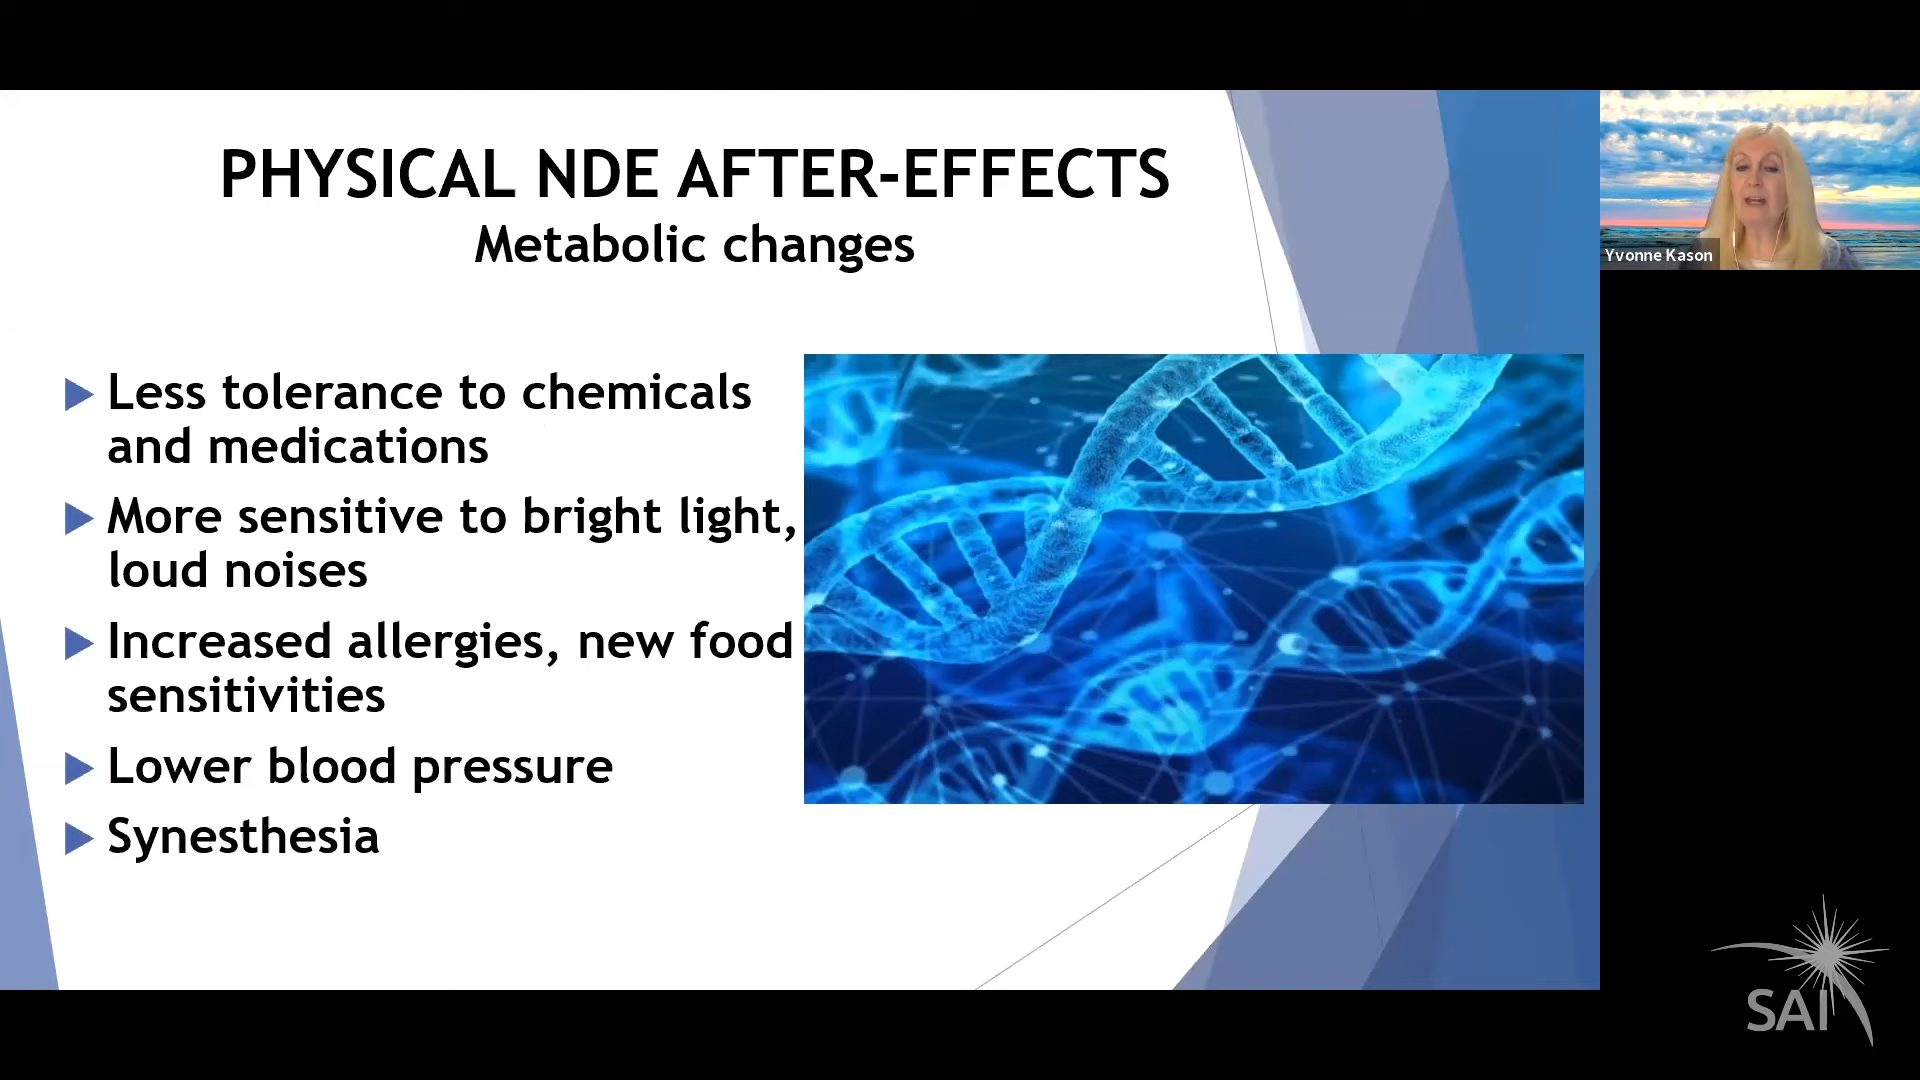 PHYSICAL NDE AFTER-EFFECTS
Metabolic changes
Less tolerance to chemicals
and medications
More sensitive to bright light,
loud noises
Increased allergies, new food
sensitivities
Lower blood pressure
Synesthesia
Yvonne Kason
SAI